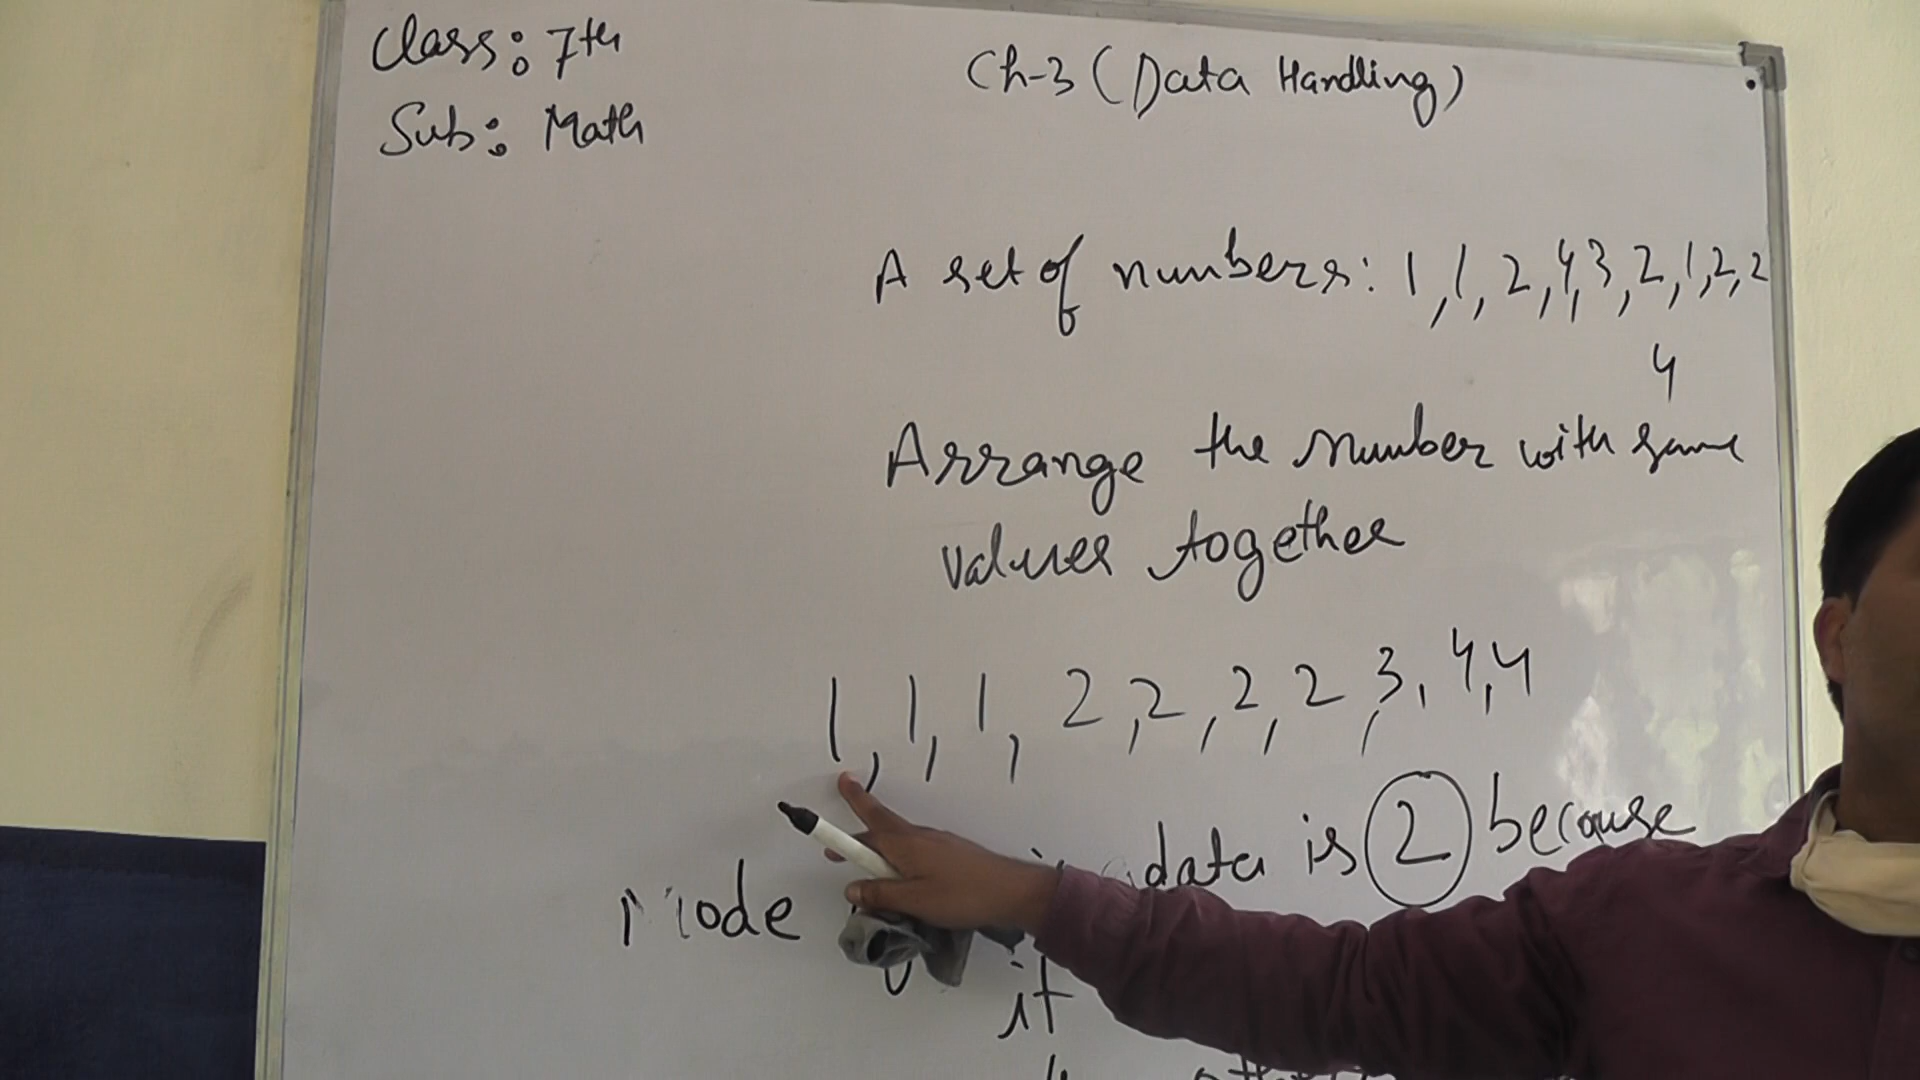 Class: 7th
Sub: Math
Ch-3 (Data Handling)
A set of numbers: 1, 1, 2, 4, 3, 2, 1, 2, 2
4
Arrange the number with same
values together
1, 1, 1, 2, 2, 2, 2, 3, 4, 4
Mode data is 2 because
it